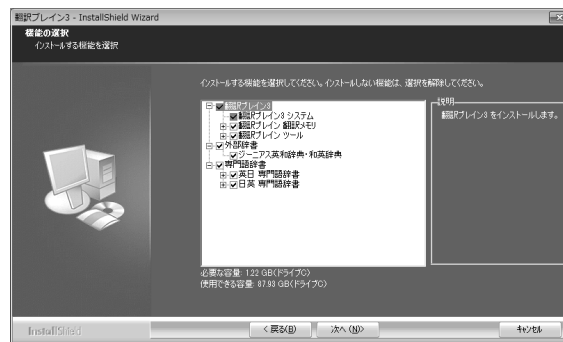 翻訳ブレイン3 - InstallShield Wizard
機能の選択
インストールする機能を選択
インストールする機能を選択してください。インストールしない機能は、選択を解除してください。
翻訳ブレイン3
翻訳ブレイン3 システム
翻訳ブレイン 翻訳メモリ
翻訳ブレイン ツール
外部辞書
ジーニアス英和辞典・和英辞典
専門語辞書
英日 専門語辞書
日英 専門語辞書
説明
翻訳ブレイン3 をインストールします。
必要な容量: 1.22 GB(ドライブC)
使用できる容量: 87.93 GB(ドライブC)
InstallShield
< 戻る(B)
次へ (N)>
キャンセル